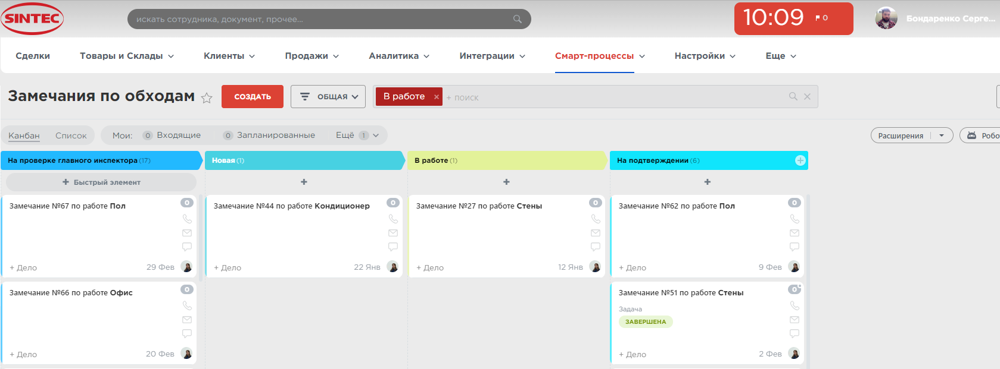 SINTEC
искать сотрудника, документ, прочее...
10:09
0
Бондаренко Серге...
Сделки
Товары и Склады
Клиенты
Продажи
Аналитика
Интеграции
Смарт-процессы
Настройки
Еще
Замечания по обходам
СОЗДАТЬ
ОБЩАЯ
В работе ×
+ поиск
Канбан
Список
Мои:
0 Входящие
0 Запланированные
Ещё 1
Расширения
Робо
На проверке главного инспектора (17)
Новая (1)
В работе (1)
На подтверждении (6)
+ Быстрый элемент
+
+
+
Замечание №67 по работе Пол
0
+ Дело
29 Фев
Замечание №66 по работе Офис
0
+ Дело
20 Фев
Замечание №44 по работе Кондиционер
0
+ Дело
22 Янв
Замечание №27 по работе Стены
0
+ Дело
12 Янв
Замечание №62 по работе Пол
0
+ Дело
9 Фев
Замечание №51 по работе Стены
0
Задача
ЗАВЕРШЕНА
+ Дело
2 Фев